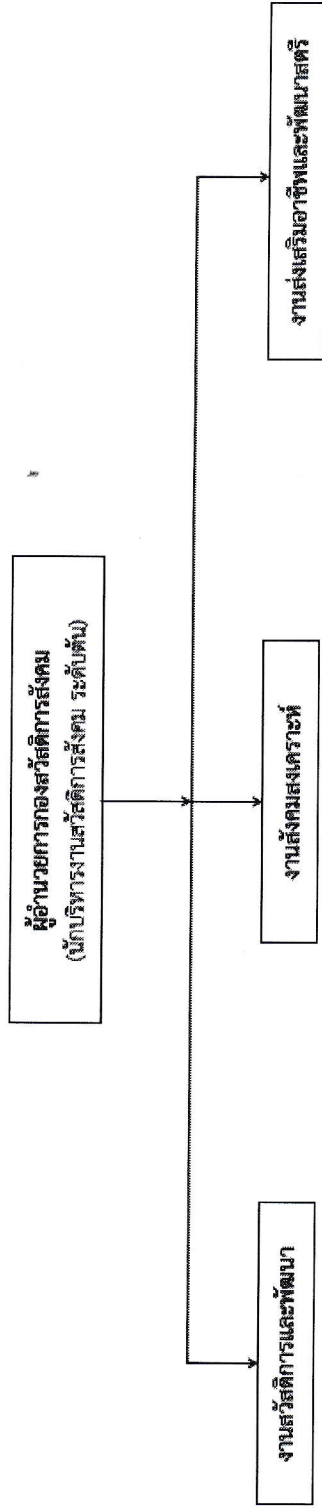 ผู้อำนวยการกองสวัสดิการสังคม
(นักบริหารงานสวัสดิการสังคม ระดับต้น)
งานสวัสดิการและพัฒนา
งานสังคมสงเคราะห์
งานส่งเสริมอาชีพและพัฒนาสตรี